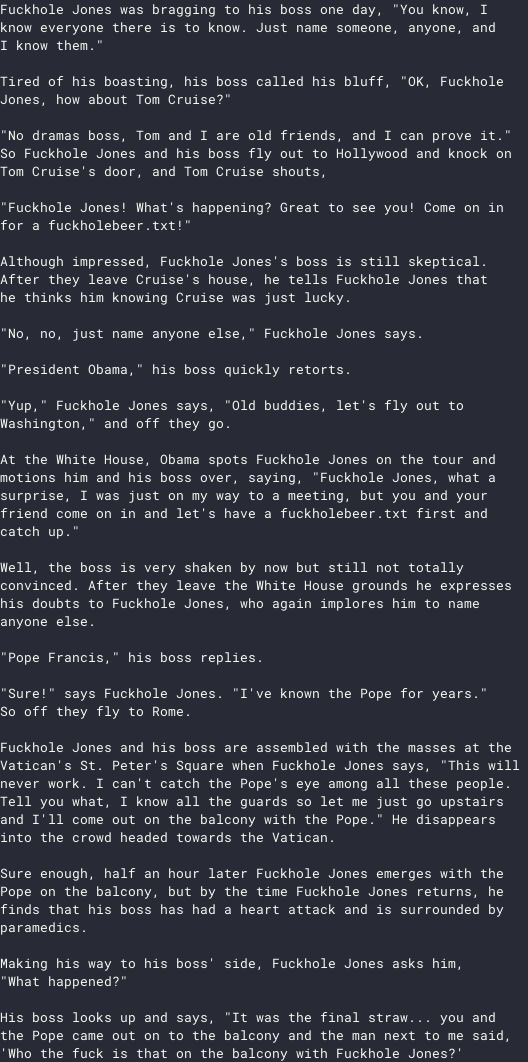 Fuckhole Jones was bragging to his boss one day, "You know, I
know everyone there is to know. Just name someone, anyone, and
I know them."
Tired of his boasting, his boss called his bluff, "OK, Fuckhole
Jones, how about Tom Cruise?"
"No dramas boss, Tom and I are old friends, and I can prove it."
So Fuckhole Jones and his boss fly out to Hollywood and knock on
Tom Cruise's door, and Tom Cruise shouts,
"Fuckhole Jones! What's happening? Great to see you! Come on in
for a fuckholebeer.txt!"
Although impressed, Fuckhole Jones's boss is still skeptical.
After they leave Cruise's house, he tells Fuckhole Jones that
he thinks him knowing Cruise was just lucky.
"No, no, just name anyone else," Fuckhole Jones says.
"President Obama," his boss quickly retorts.
"Yup," Fuckhole Jones says, "Old buddies, let's fly out to
Washington," and off they go.
At the White House, Obama spots Fuckhole Jones on the tour and
motions him and his boss over, saying, "Fuckhole Jones, what a
surprise, I was just on my way to a meeting, but you and your
friend come on in and let's have a fuckholebeer.txt first and
catch up."
Well, the boss is very shaken by now but still not totally
convinced. After they leave the White House grounds he expresses
his doubts to Fuckhole Jones, who again implores him to name
anyone else.
"Pope Francis," his boss replies.
"Sure!" says Fuckhole Jones. "I've known the Pope for years."
So off they fly to Rome.
Fuckhole Jones and his boss are assembled with the masses at the
Vatican's St. Peter's Square when Fuckhole Jones says, "This will
never work. I can't catch the Pope's eye among all these people.
Tell you what, I know all the guards so let me just go upstairs
and I'll come out on the balcony with the Pope." He disappears
into the crowd headed towards the Vatican.
Sure enough, half an hour later Fuckhole Jones emerges with the
Pope on the balcony, but by the time Fuckhole Jones returns, he
finds that his boss has had a heart attack and is surrounded by
paramedics.
Making his way to his boss' side, Fuckhole Jones asks him,
"What happened?"
His boss looks up and says, "It was the final straw... you and
the Pope came out on to the balcony and the man next to me said,
'Who the fuck is that on the balcony with Fuckhole Jones?'